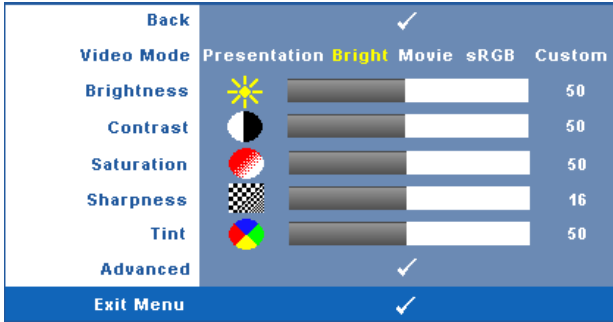 Back
Video Mode Presentation Bright Movie sRGB Custom
Brightness 50
Contrast 50
Saturation 50
Sharpness 16
Tint 50
Advanced
Exit Menu